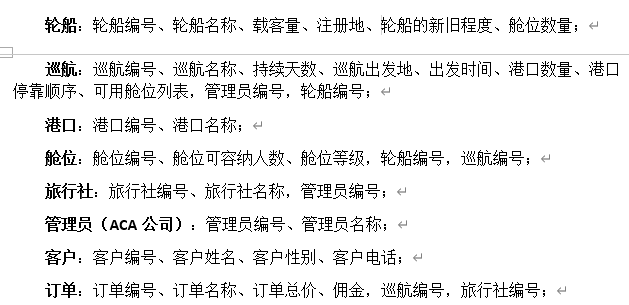 轮船：轮船编号、轮船名称、载客量、注册地、轮船的新旧程度、舱位数量；
巡航：巡航编号、巡航名称、持续天数、巡航出发地、出发时间、港口数量、港口
停靠顺序、可用舱位列表，管理员编号，轮船编号；
港口：港口编号、港口名称；
舱位：舱位编号、舱位可容纳人数、舱位等级，轮船编号，巡航编号；
旅行社：旅行社编号、旅行社名称，管理员编号；
管理员（ACA 公司）：管理员编号、管理员名称；
客户：客户编号、客户姓名、客户性别、客户电话；
订单：订单编号、订单名称、订单总价、佣金，巡航编号，旅行社编号；